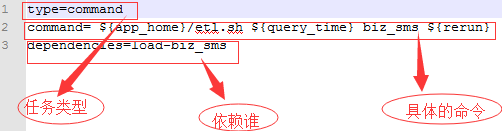 1 type=command
2 command= ${app_home}/etl.sh ${query_time} biz_sms ${rerun}
3 dependencies=load-biz_sms
任务类型
依赖谁
具体的命令